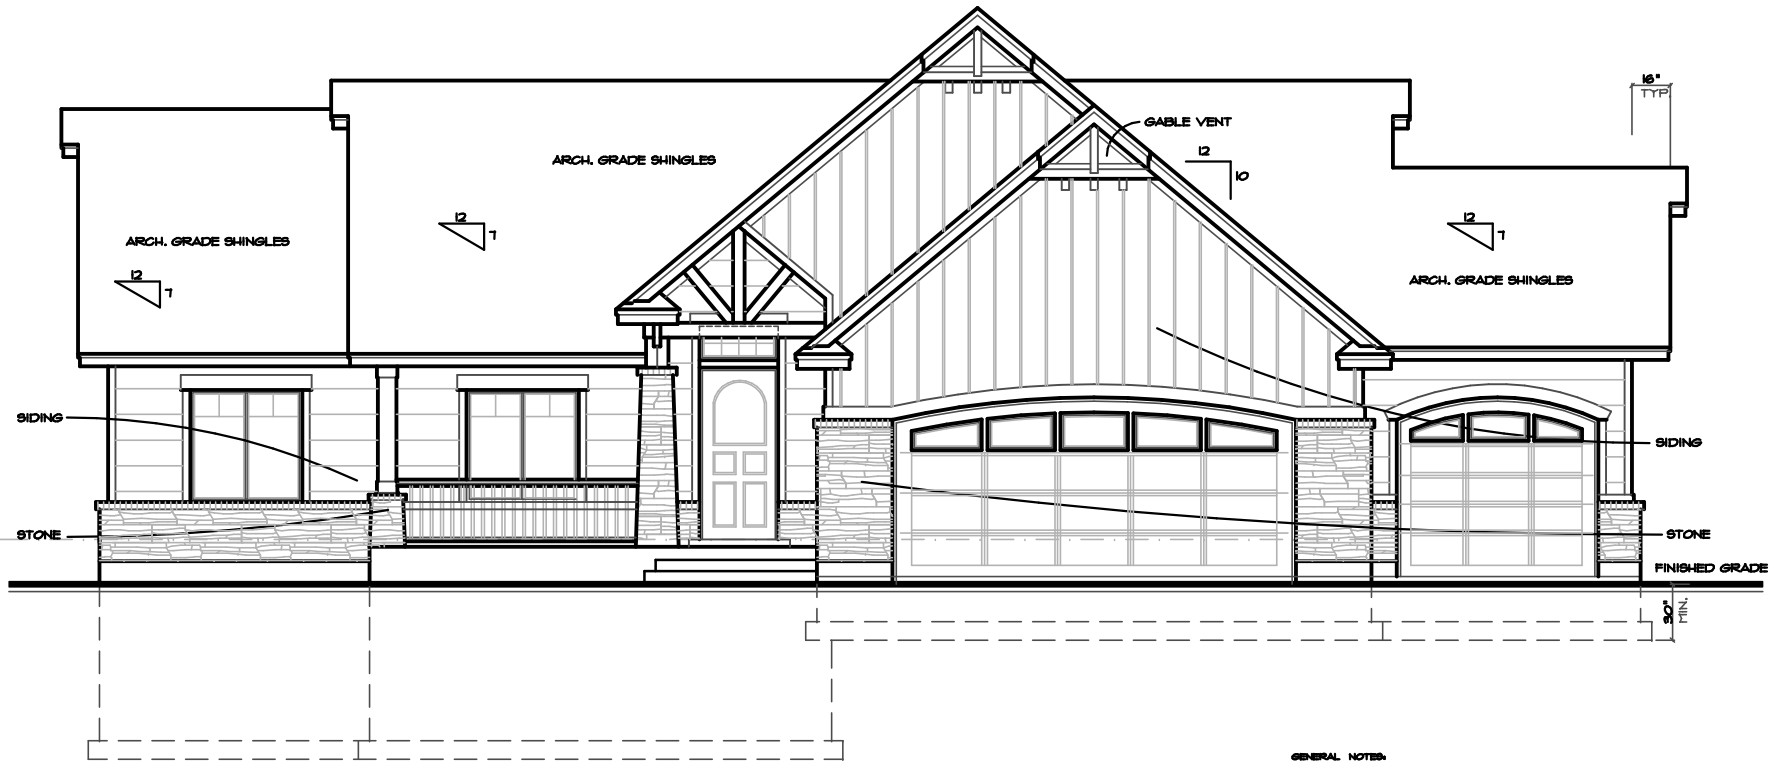 16"
TYP.
GABLE VENT
12
10
ARCH. GRADE SHINGLES
12
7
12
7
ARCH. GRADE SHINGLES
12
7
ARCH. GRADE SHINGLES
SIDING
SIDING
STONE
STONE
FINISHED GRADE
30"
MIN.
GENERAL NOTES: